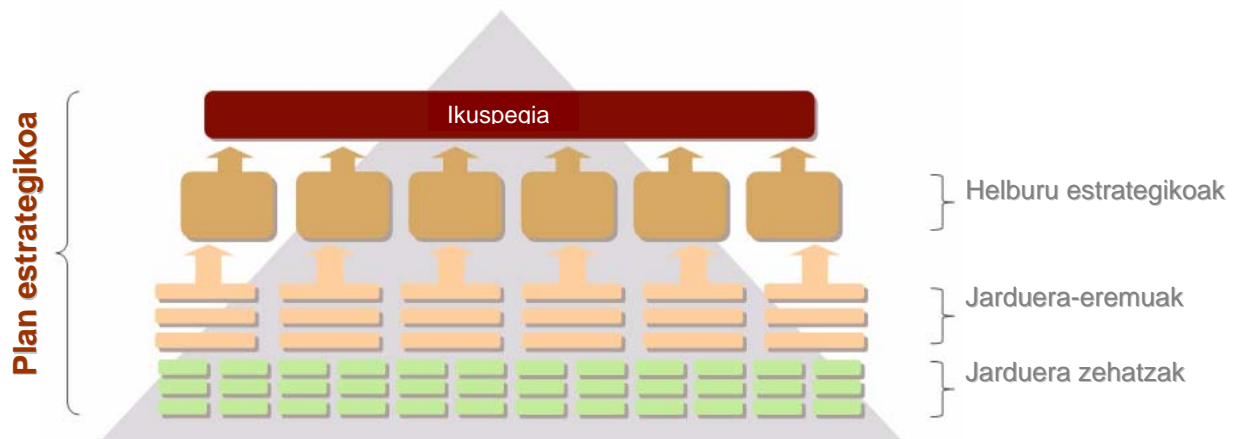 Plan estrategikoa
Ikuspegia
Helburu estrategikoak
Jarduera-eremuak
Jarduera zehatzak